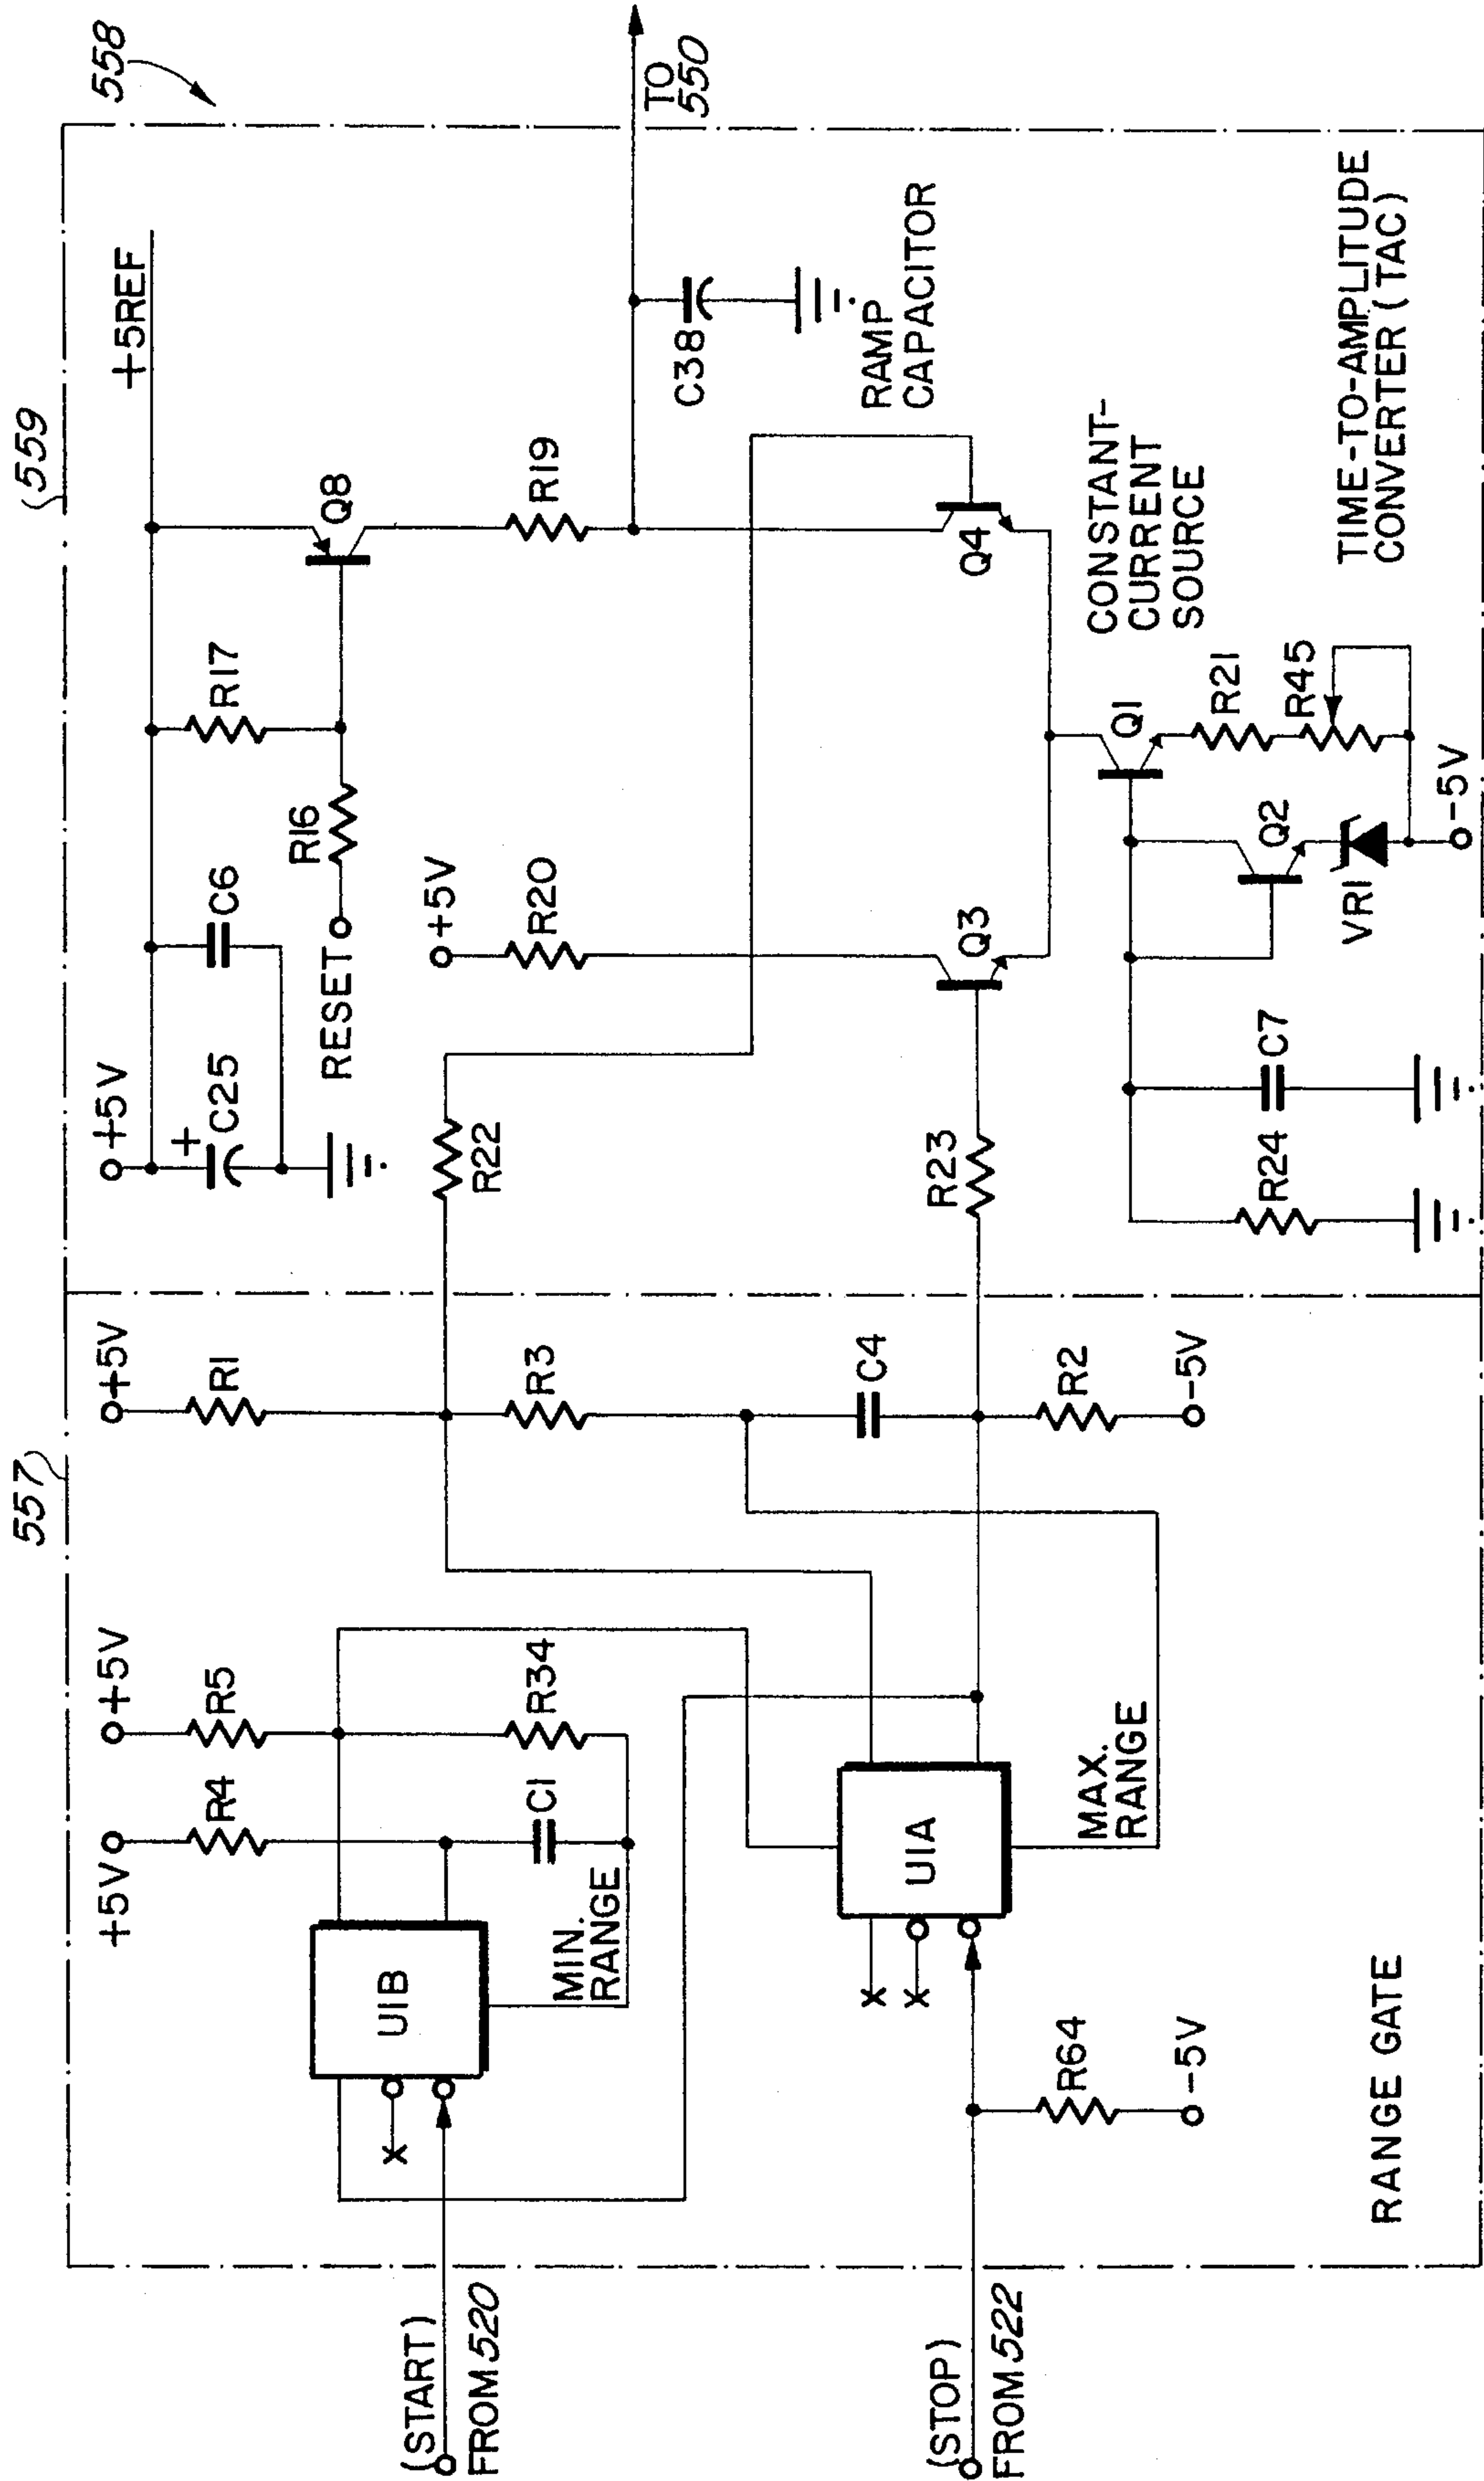 558
559
557
+5V
+5REF
C25
+
C6
R17
R16
RESET
Q8
R19
TO
550
C38
RAMP
CAPACITOR
+5V
R20
R22
Q3
Q4
R23
CONSTANT-
CURRENT
SOURCE
Q1
R21
R45
Q2
VR1
-5V
C7
R24
TIME-TO-AMPLITUDE
CONVERTER (TAC)
+5V
R1
R3
C4
R2
-5V
+5V
R5
R34
+5V
R4
C1
MIN.
RANGE
U1B
x
U1A
x
x
MAX.
RANGE
R64
-5V
RANGE GATE
(START)
FROM 520
(STOP)
FROM 522